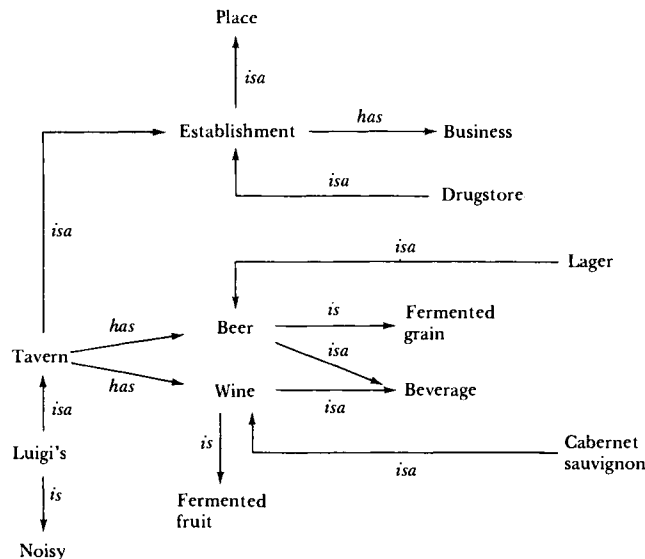 Place
isa
has
Establishment
Business
isa
Drugstore
isa
isa
Lager
has
is
Beer
Fermented
grain
isa
Tavern
has
Wine
isa
Beverage
isa
is
Luigi's
isa
Cabernet
sauvignon
is
Fermented
fruit
Noisy